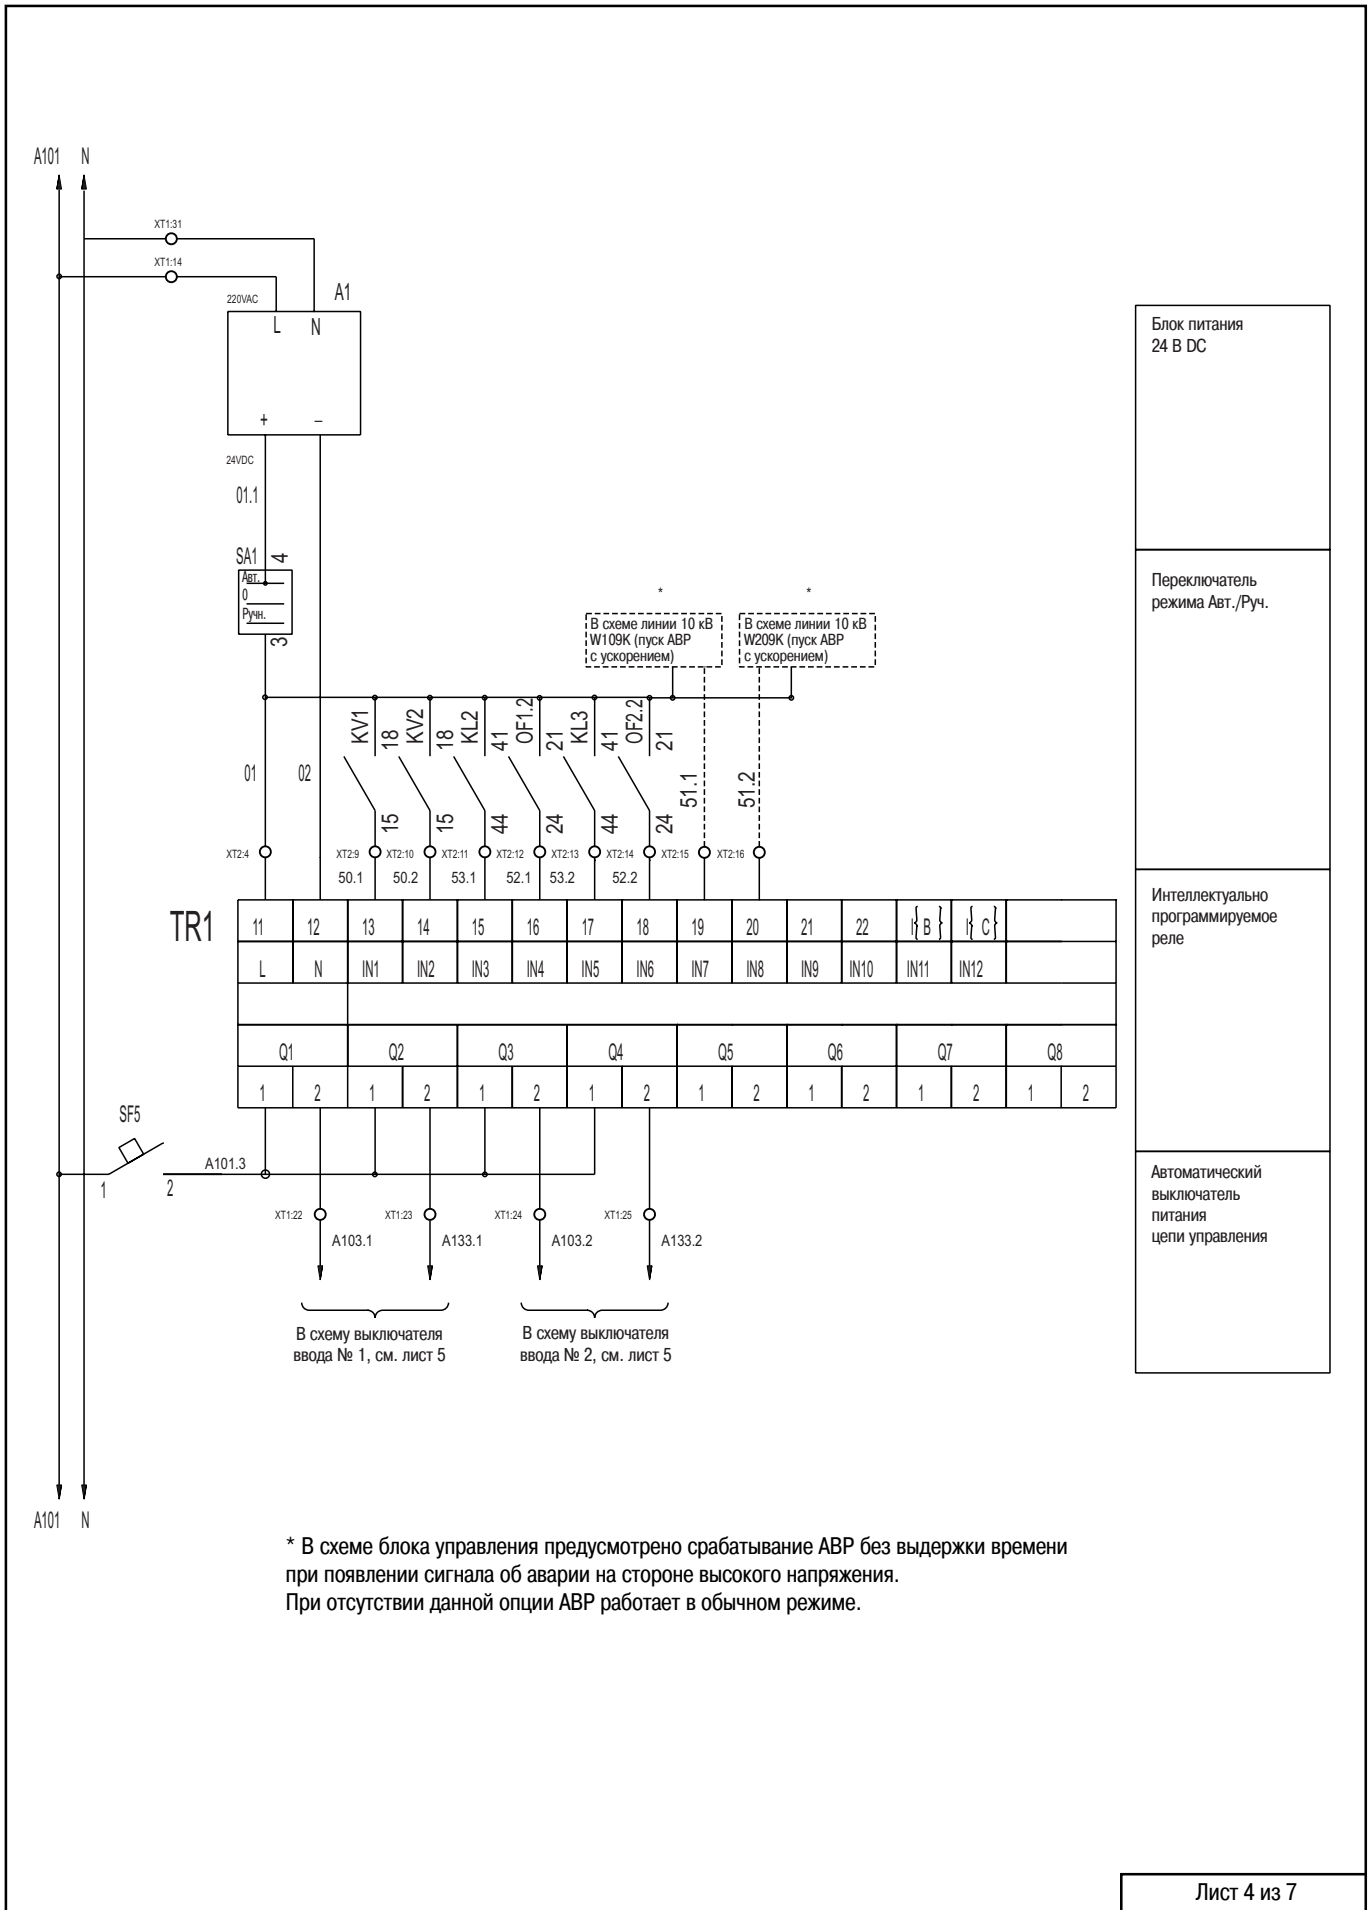 A101 N
XT1:31
XT1:14
220VAC
A1
L N
+ –
24VDC
01.1
SA1
4
Авт.
0
Ручн.
3
* *
В схеме линии 10 кВ
W109K (пуск АВР
с ускорением)
В схеме линии 10 кВ
W209K (пуск АВР
с ускорением)
KV1 18 KV2 18 KL2 41 OF1.2 21 KL3 41 OF2.2 21
01 02
51.1 51.2
15 15 44 24 44 24
XT2:4 XT2:9 XT2:10 XT2:11 XT2:12 XT2:13 XT2:14 XT2:15 XT2:16
50.1 50.2 53.1 52.1 53.2 52.2
TR1
11 12 13 14 15 16 17 18 19 20 21 22 I{B} I{C}
L N IN1 IN2 IN3 IN4 IN5 IN6 IN7 IN8 IN9 IN10 IN11 IN12
Q1 Q2 Q3 Q4 Q5 Q6 Q7 Q8
1 2 1 2 1 2 1 2 1 2 1 2 1 2 1 2
SF5
1 2
A101.3
XT1:22 XT1:23 XT1:24 XT1:25
A103.1 A133.1 A103.2 A133.2
В схему выключателя
ввода № 1, см. лист 5
В схему выключателя
ввода № 2, см. лист 5
A101 N
Блок питания
24 В DC
Переключатель
режима Авт./Руч.
Интеллектуально
программируемое
реле
Автоматический
выключатель
питания
цепи управления
* В схеме блока управления предусмотрено срабатывание АВР без выдержки времени
при появлении сигнала об аварии на стороне высокого напряжения.
При отсутствии данной опции АВР работает в обычном режиме.
Лист 4 из 7